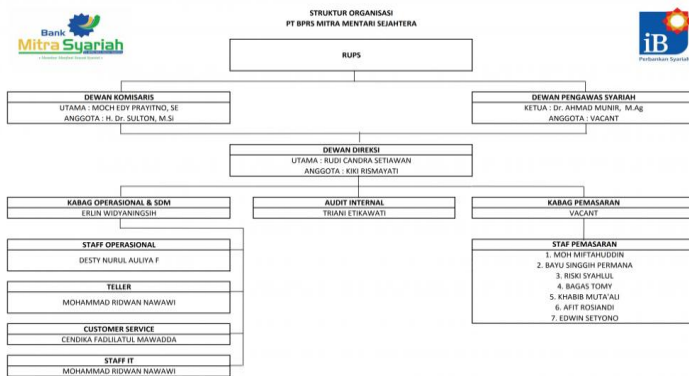 STRUKTUR ORGANISASI
PT BPRS MITRA MENTARI SEJAHTERA
Bank
Mitra Syariah
iB
Perbankan Syariah
RUPS
DEWAN KOMISARIS
UTAMA : MOCH EDY PRAYITNO, SE
ANGGOTA : H. Dr. SULTON, M.Si
DEWAN PENGAWAS SYARIAH
KETUA : Dr. AHMAD MUNIR, M.Ag
ANGGOTA : VACANT
DEWAN DIREKSI
UTAMA : RUDI CANDRA SETIAWAN
ANGGOTA : KIKI RISMAYATI
KABAG OPERASIONAL & SDM
ERLIN WIDYANINGSIH
AUDIT INTERNAL
TRIANI ETIKAWATI
KABAG PEMASARAN
VACANT
STAFF OPERASIONAL
DESTY NURUL AULIYA F
TELLER
MOHAMMAD RIDWAN NAWAWI
CUSTOMER SERVICE
CENDIKA FADLILATUL MAWADDA
STAFF IT
MOHAMMAD RIDWAN NAWAWI
STAF PEMASARAN
1. MOH MIFTAHUDDIN
2. BAYU SINGGIH PERMANA
3. RISKI SYAHLUL
4. BAGAS TOMY
5. KHABIB MUTA'ALI
6. AFIT ROSIANDI
7. EDWIN SETYONO